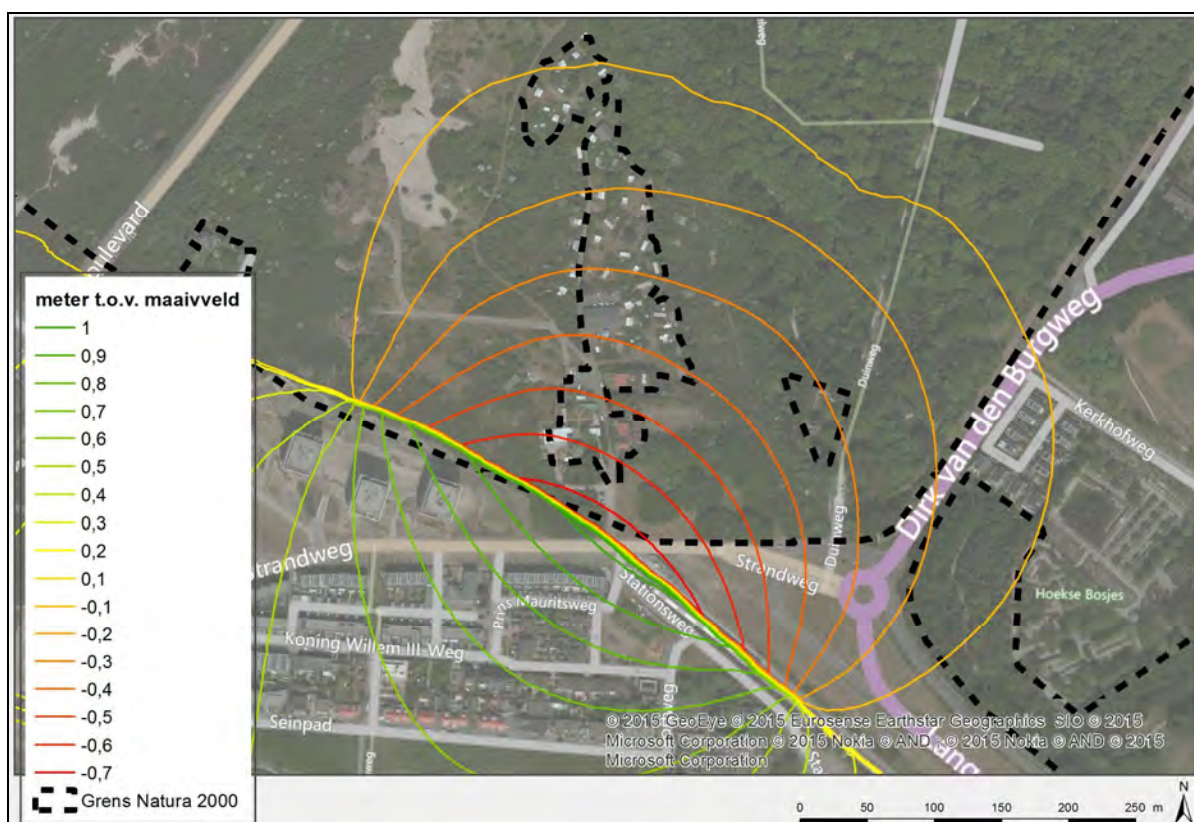 Duinweg
Boulevard
meter t.o.v. maaivveld
1
0,9
0,8
0,7
0,6
0,5
0,4
0,3
0,2
0,1
-0,1
-0,2
-0,3
-0,4
-0,5
-0,6
-0,7
Grens Natura 2000
Dirk van den Burgweg
Kerkhofweg
Duinweg
Strandweg
Strandweg
Hoekse Bosjes
Stationsweg
Prins Mauritsweg
Koning Willem III-Weg
Seinpad
© 2015 GeoEye © 2015 Eurosense Earthstar Geographics SIO © 2015
Microsoft Corporation © 2015 Nokia © AND © 2015 Nokia © AND © 2015
Microsoft Corporation
Lang
Sta
0 50 100 150 200 250 m
N